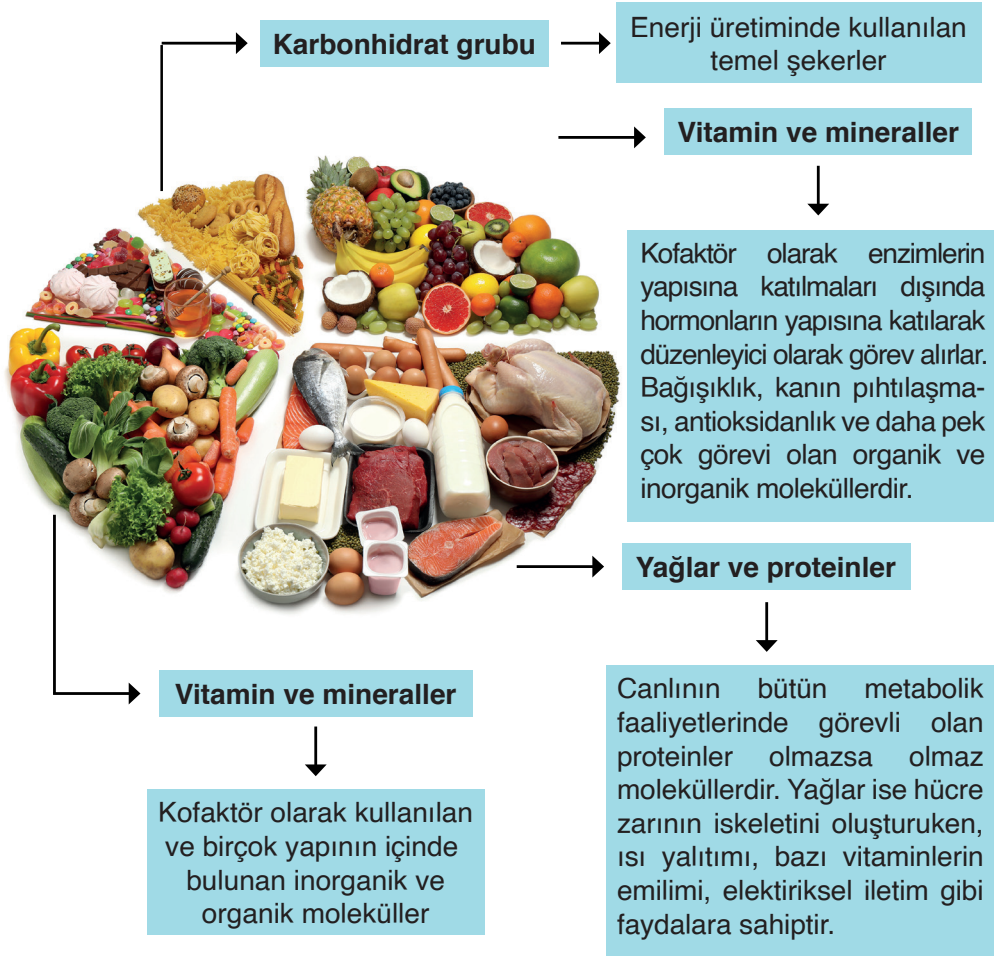 Karbonhidrat grubu
Enerji üretiminde kullanılan
temel şekerler
Vitamin ve mineraller
Kofaktör olarak enzimlerin
yapısına katılmaları dışında
hormonların yapısına katılarak
düzenleyici olarak görev alırlar.
Bağışıklık, kanın pıhtılaşma-
sı, antioksidanlık ve daha pek
çok görevi olan organik ve
inorganik moleküllerdir.
Yağlar ve proteinler
Canlının bütün metabolik
faaliyetlerinde görevli olan
proteinler olmazsa olmaz
moleküllerdir. Yağlar ise hücre
zarının iskeletini oluşturuken,
ısı yalıtımı, bazı vitaminlerin
emilimi, elektiriksel iletim gibi
faydalara sahiptir.
Vitamin ve mineraller
Kofaktör olarak kullanılan
ve birçok yapının içinde
bulunan inorganik ve
organik moleküller